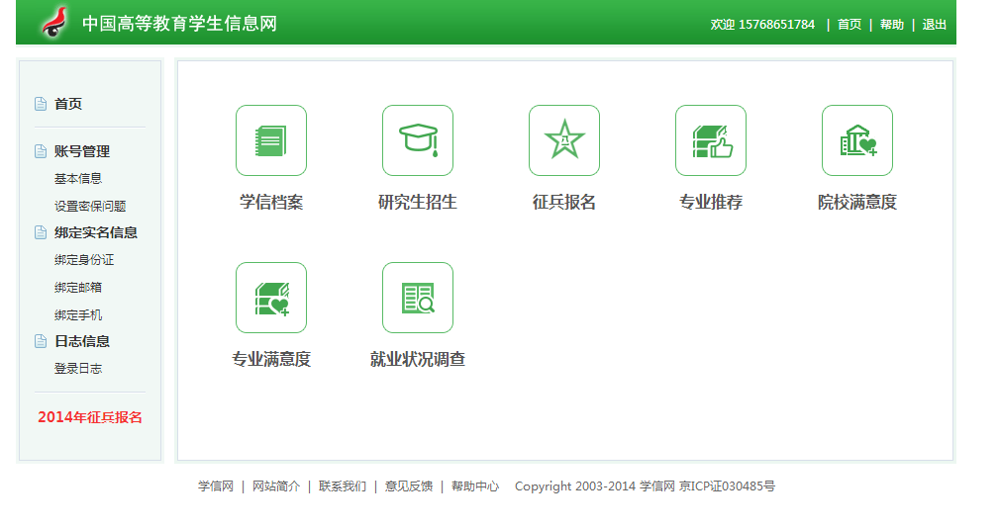 中国高等教育学生信息网
欢迎 15768651784 | 首页 | 帮助 | 退出
首页
账号管理
基本信息
设置密保问题
绑定实名信息
绑定身份证
绑定邮箱
绑定手机
日志信息
登录日志
2014年征兵报名
学信档案 研究生招生 征兵报名 专业推荐 院校满意度
专业满意度 就业状况调查
学信网 | 网站简介 | 联系我们 | 意见反馈 | 帮助中心 Copyright 2003-2014 学信网 京ICP证030485号